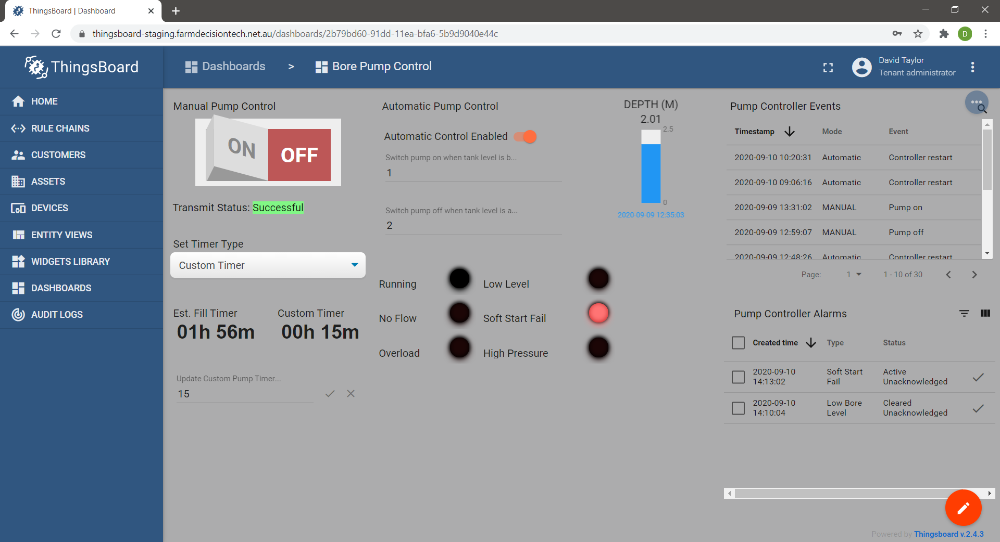 ThingsBoard | Dashboard
thingsboard-staging.farmdecisiontech.net.au/dashboards/2b79bd60-91dd-11ea-bfa6-5b9d9040e44c
D
ThingsBoard
Dashboards > Bore Pump Control
David Taylor
Tenant administrator
HOME
RULE CHAINS
CUSTOMERS
ASSETS
DEVICES
ENTITY VIEWS
WIDGETS LIBRARY
DASHBOARDS
AUDIT LOGS
Manual Pump Control
ON OFF
Transmit Status: Successful
Set Timer Type
Custom Timer
Est. Fill Timer Custom Timer
01h 56m 00h 15m
Update Custom Pump Timer...
15
Automatic Pump Control
Automatic Control Enabled
Switch pump on when tank level is b...
1
Switch pump off when tank level is a...
2
DEPTH (M)
2.01
2.5
0
2020-09-09 12:35:03
Running Low Level
No Flow Soft Start Fail
Overload High Pressure
Pump Controller Events
Timestamp Mode Event
2020-09-10 10:20:31 Automatic Controller restart
2020-09-10 09:06:16 Automatic Controller restart
2020-09-09 13:31:02 MANUAL Pump on
2020-09-09 12:59:07 MANUAL Pump off
2020-09-09 12:48:26 Automatic Controller restart
Page: 1 1 - 10 of 30
Pump Controller Alarms
Created time Type Status
2020-09-10 Soft Start Active
14:13:02 Fail Unacknowledged
2020-09-10 Low Bore Cleared
14:10:04 Level Unacknowledged
Powered by Thingsboard v.2.4.3